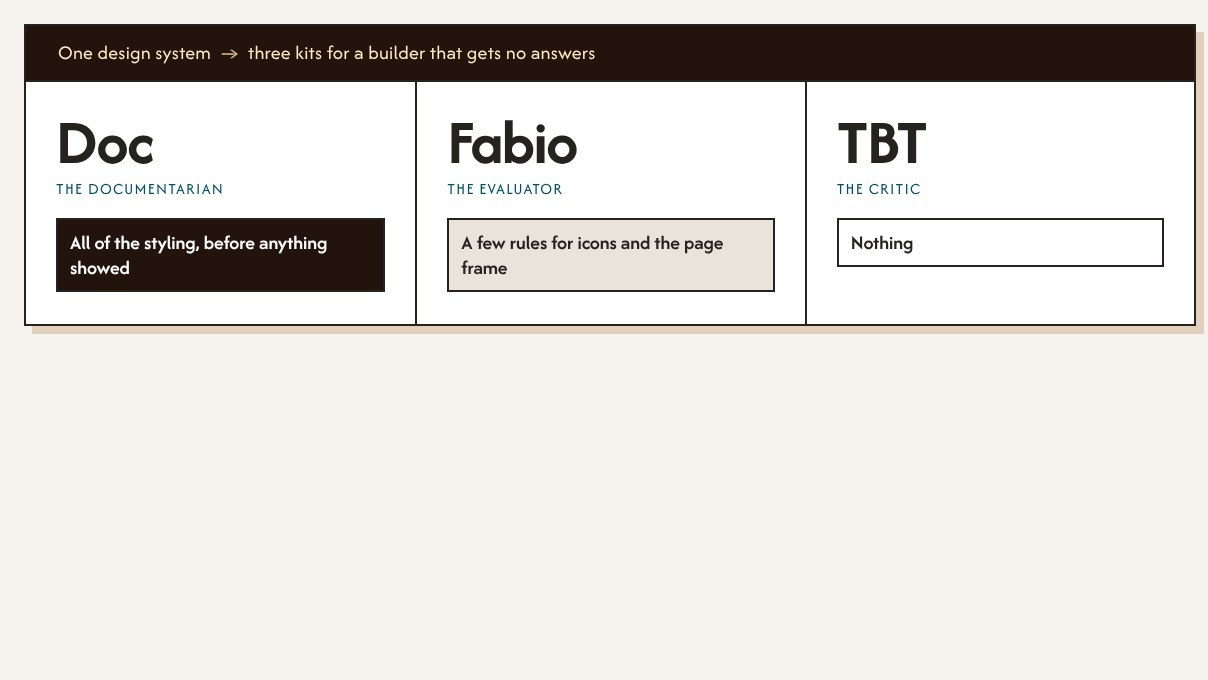 One design system → three kits for a builder that gets no answers
Doc
THE DOCUMENTARIAN
All of the styling, before anything
showed
Fabio
THE EVALUATOR
A few rules for icons and the page
frame
TBT
THE CRITIC
Nothing